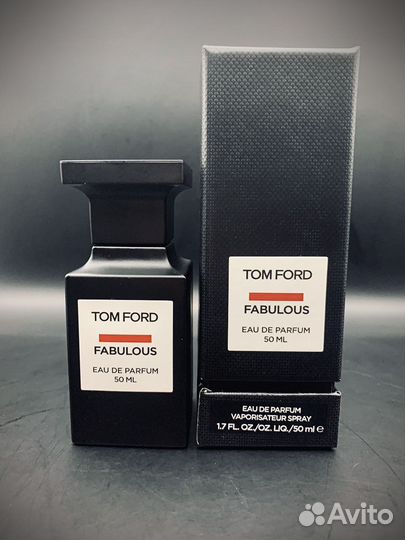 TOM FORD
FABULOUS
EAU DE PARFUM
50 ML
TOM FORD
FABULOUS
EAU DE PARFUM
50 ML
EAU DE PARFUM
VAPORISATEUR SPRAY
1.7 FL. OZ./OZ. LIQ./50 ml ℮
Avito